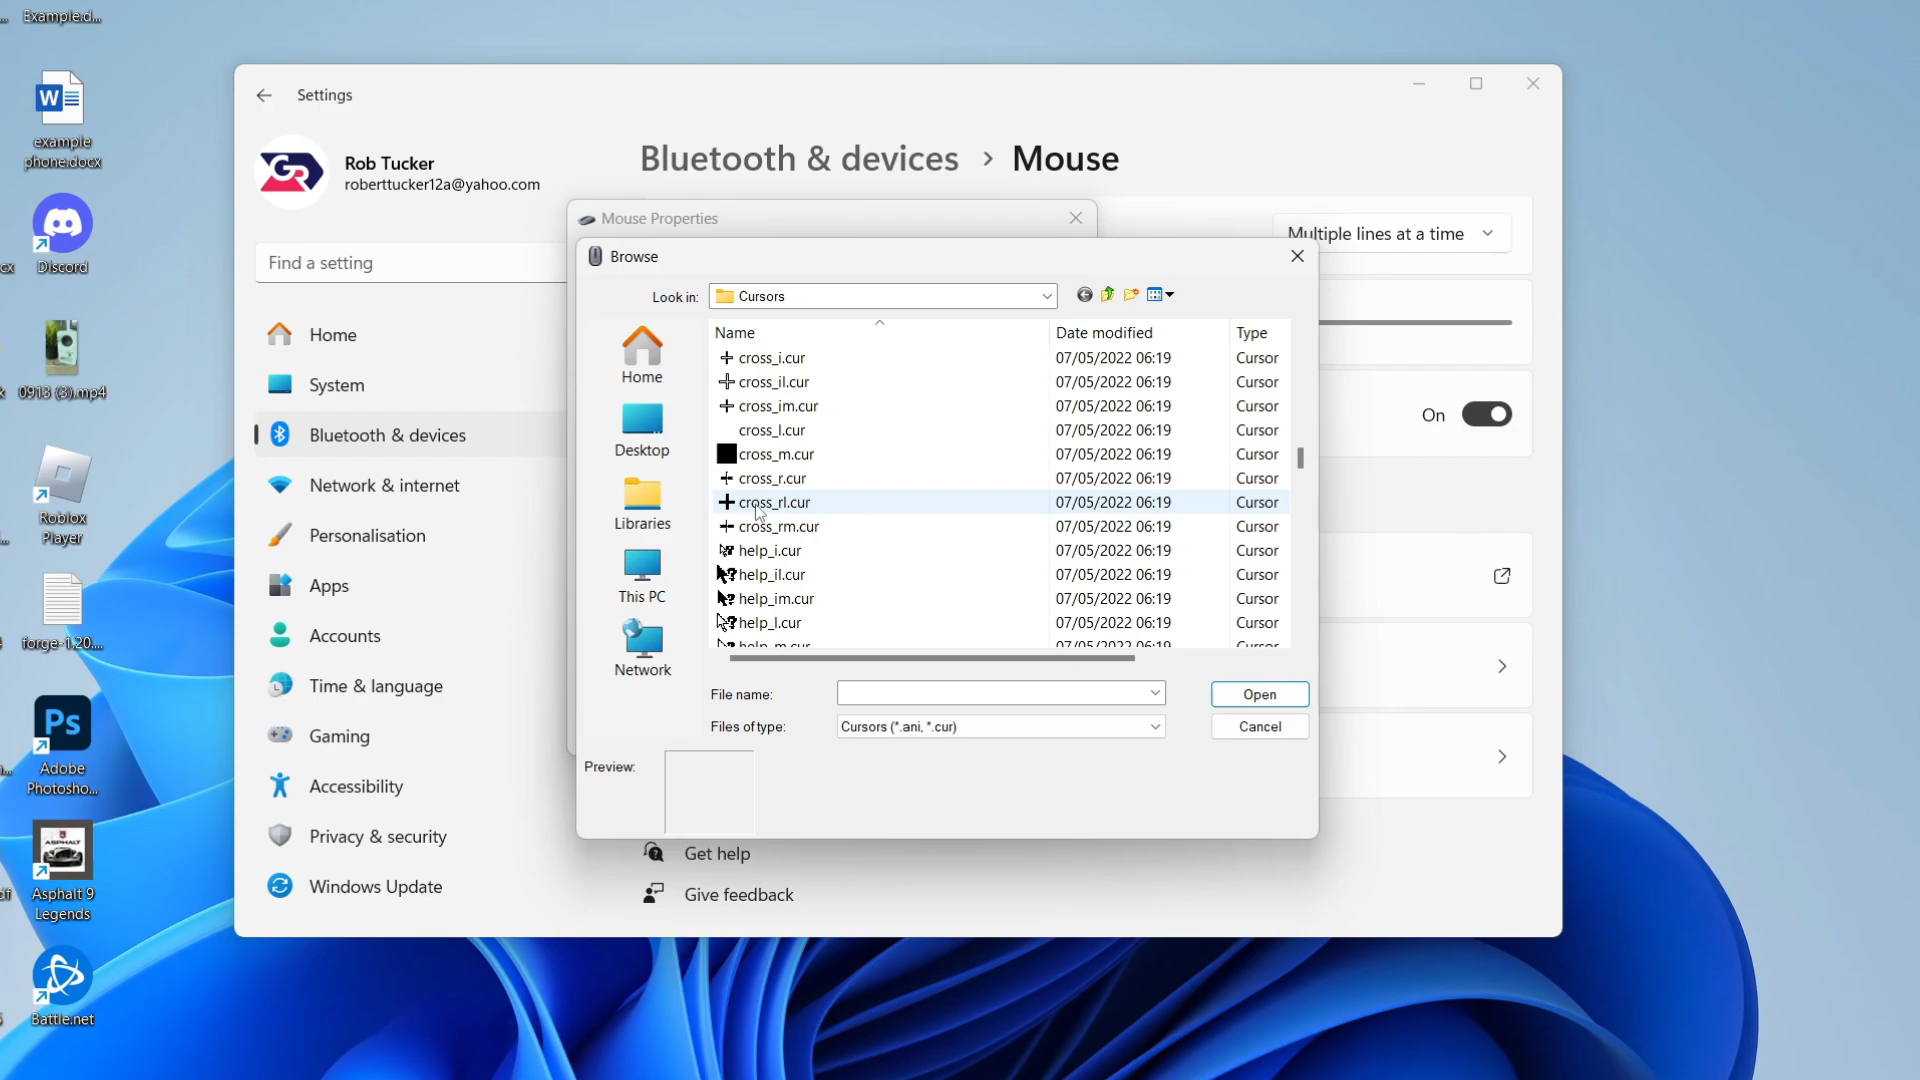 Example.d...
example
phone.docx
Discord
0913 (3).mp4
Roblox
Player
forge-1.20....
Adobe
Photosho...
ASPHALT
Asphalt 9
Legends
Battle.net
Settings
Rob Tucker
roberttucker12a@yahoo.com
Find a setting
Home
System
Bluetooth & devices
Network & internet
Personalisation
Apps
Accounts
Time & language
Gaming
Accessibility
Privacy & security
Windows Update
Bluetooth & devices › Mouse
Multiple lines at a time
On
Get help
Give feedback
Mouse Properties
Browse
Look in: Cursors
Home
Desktop
Libraries
This PC
Network
Name Date modified Type
cross_i.cur 07/05/2022 06:19 Cursor
cross_il.cur 07/05/2022 06:19 Cursor
cross_im.cur 07/05/2022 06:19 Cursor
cross_l.cur 07/05/2022 06:19 Cursor
cross_m.cur 07/05/2022 06:19 Cursor
cross_r.cur 07/05/2022 06:19 Cursor
cross_rl.cur 07/05/2022 06:19 Cursor
cross_rm.cur 07/05/2022 06:19 Cursor
help_i.cur 07/05/2022 06:19 Cursor
help_il.cur 07/05/2022 06:19 Cursor
help_im.cur 07/05/2022 06:19 Cursor
help_l.cur 07/05/2022 06:19 Cursor
help_m.cur 07/05/2022 06:19 Cursor
File name: Open
Files of type: Cursors (*.ani, *.cur) Cancel
Preview: